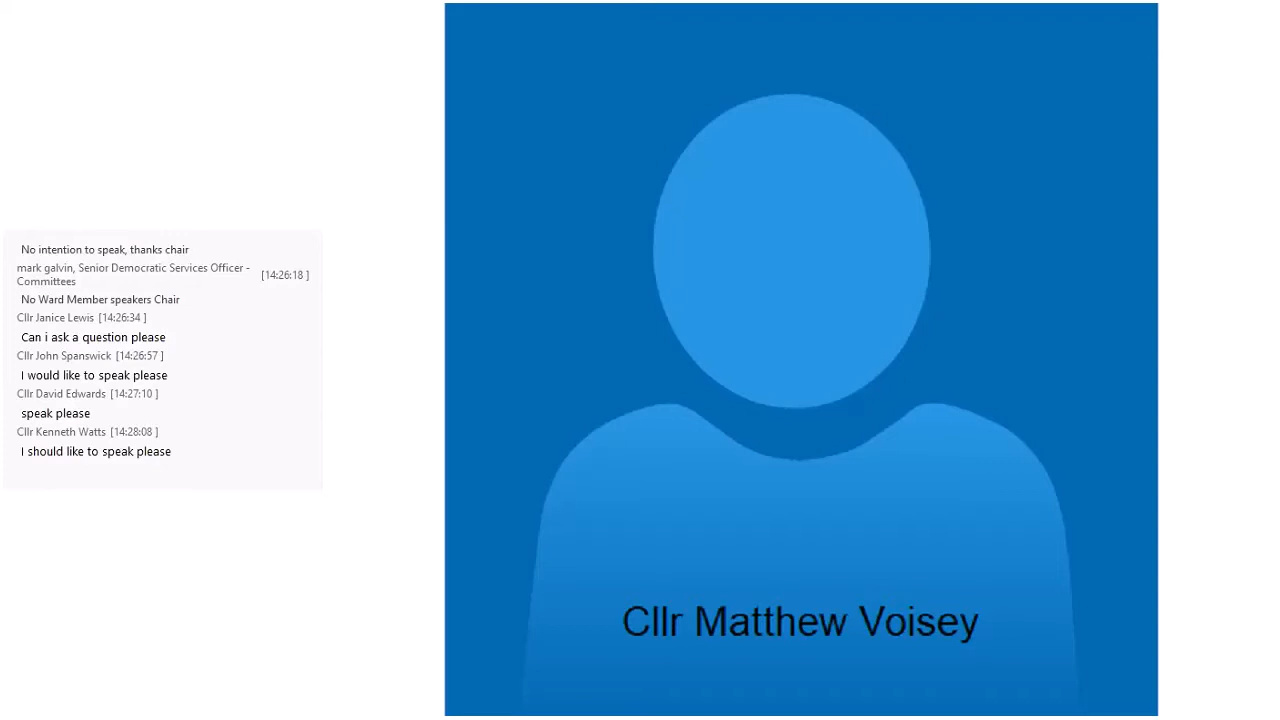 No intention to speak, thanks chair
mark galvin, Senior Democratic Services Officer -
Committees [14:26:18 ]
No Ward Member speakers Chair
Cllr Janice Lewis [14:26:34 ]
Can i ask a question please
Cllr John Spanswick [14:26:57 ]
I would like to speak please
Cllr David Edwards [14:27:10 ]
speak please
Cllr Kenneth Watts [14:28:08 ]
I should like to speak please
Cllr Matthew Voisey